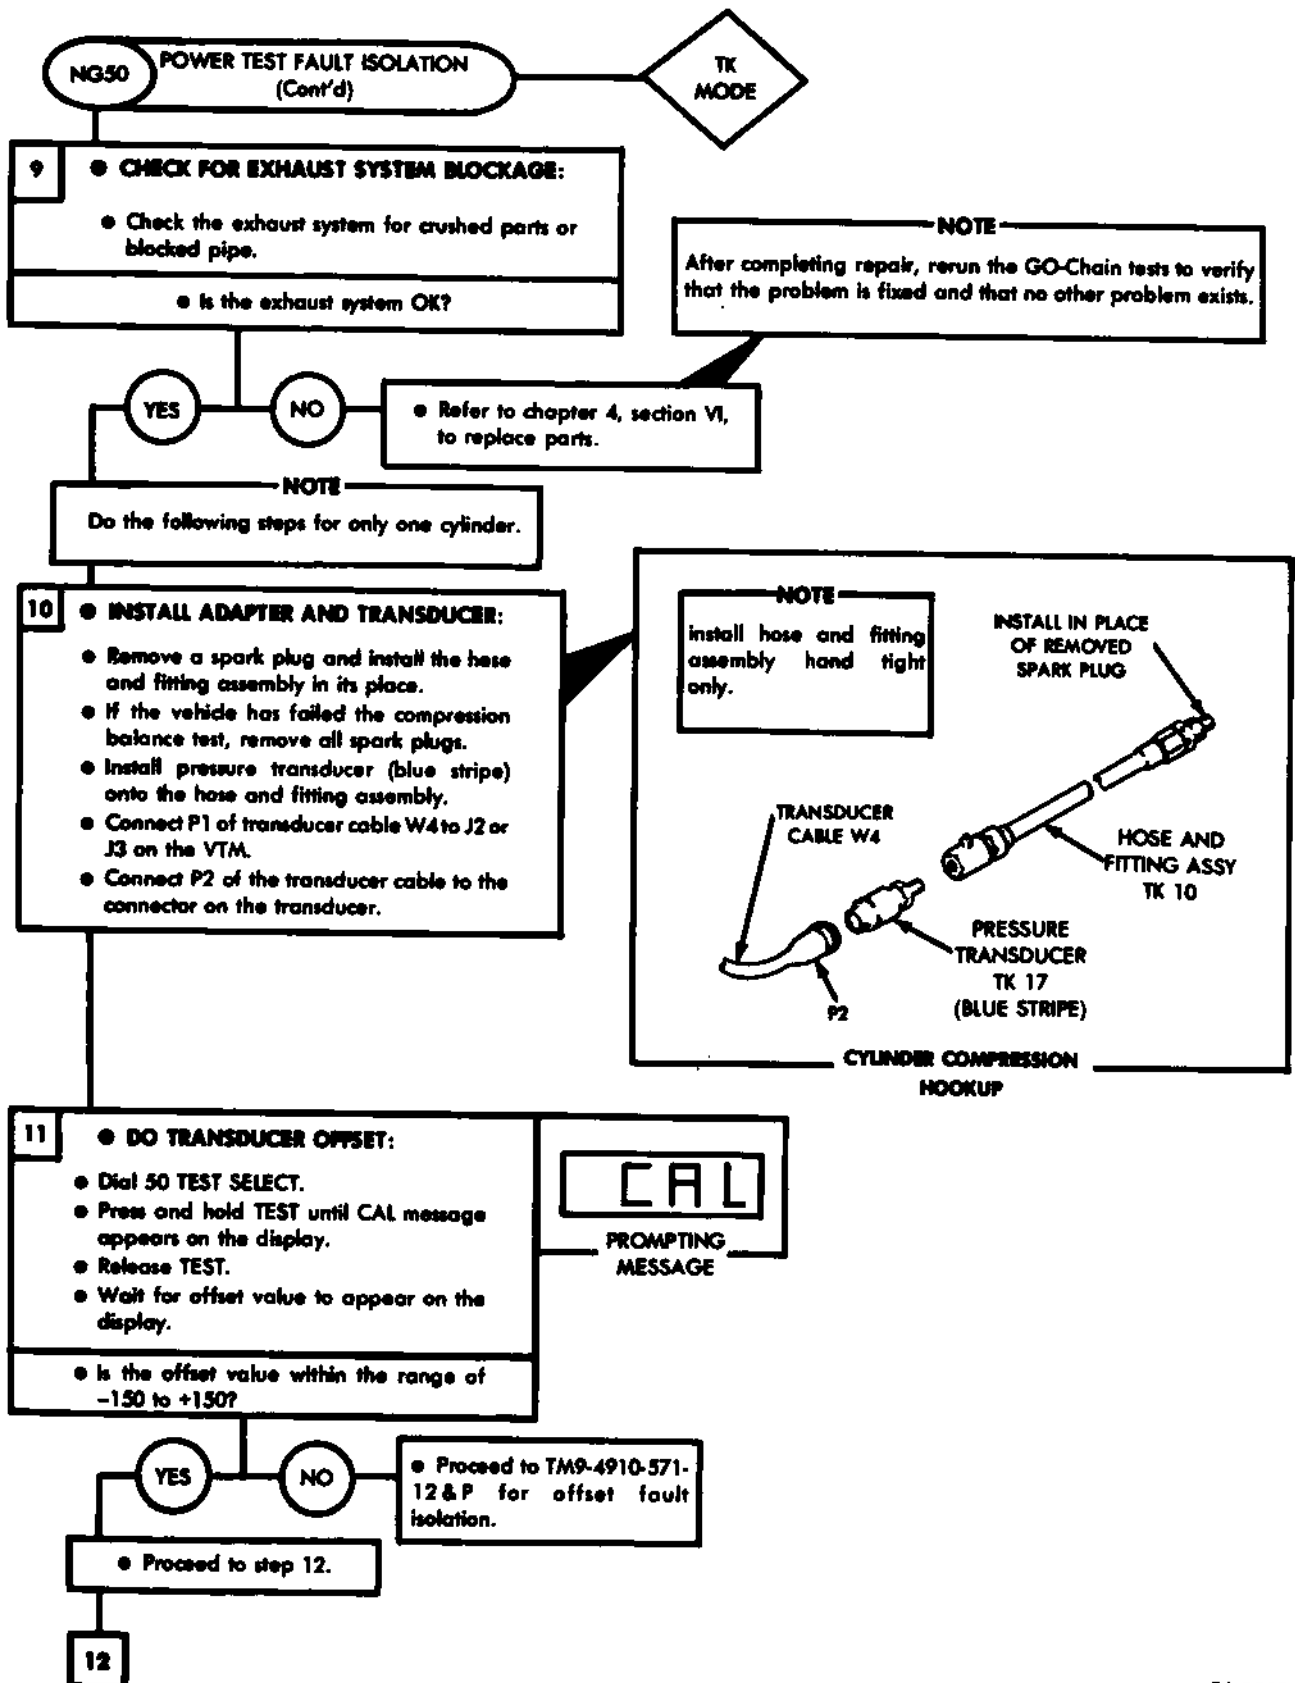 NG50
POWER TEST FAULT ISOLATION
(Cont'd)
TK
MODE
9
● CHECK FOR EXHAUST SYSTEM BLOCKAGE:
● Check the exhaust system for crushed parts or
blocked pipe.
● Is the exhaust system OK?
NOTE
After completing repair, rerun the GO-Chain tests to verify
that the problem is fixed and that no other problem exists.
YES
NO
● Refer to chapter 4, section VI,
to replace parts.
NOTE
Do the following steps for only one cylinder.
10
● INSTALL ADAPTER AND TRANSDUCER:
● Remove a spark plug and install the hose
and fitting assembly in its place.
● If the vehicle has failed the compression
balance test, remove all spark plugs.
● Install pressure transducer (blue stripe)
onto the hose and fitting assembly.
● Connect P1 of transducer cable W4 to J2 or
J3 on the VTM.
● Connect P2 of the transducer cable to the
connector on the transducer.
NOTE
install hose and fitting
assembly hand tight
only.
INSTALL IN PLACE
OF REMOVED
SPARK PLUG
TRANSDUCER
CABLE W4
HOSE AND
FITTING ASSY
TK 10
PRESSURE
TRANSDUCER
TK 17
(BLUE STRIPE)
P2
CYLINDER COMPRESSION
HOOKUP
11
● DO TRANSDUCER OFFSET:
● Dial 50 TEST SELECT.
● Press and hold TEST until CAL message
appears on the display.
● Release TEST.
● Wait for offset value to appear on the
display.
● Is the offset value within the range of
-150 to +150?
CAL
PROMPTING
MESSAGE
YES
NO
● Proceed to TM9-4910-571-
12&P for offset fault
isolation.
● Proceed to step 12.
12